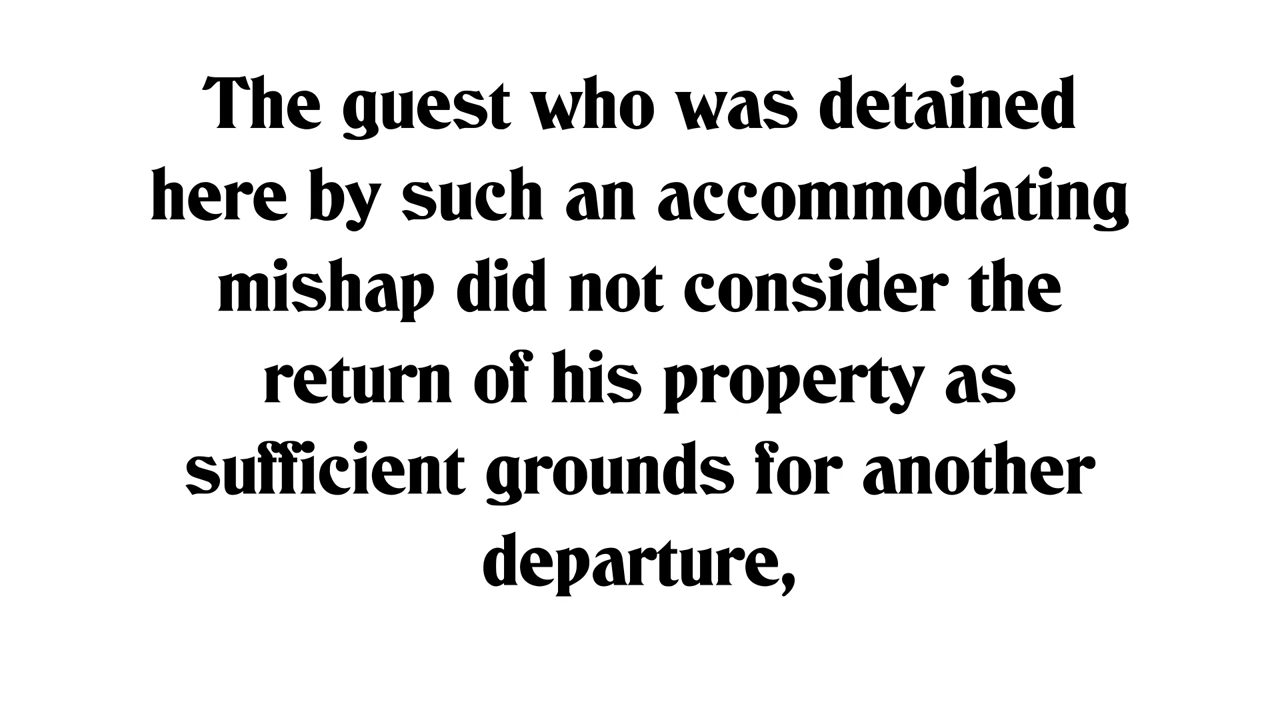 The guest who was detained
here by such an accommodating
mishap did not consider the
return of his property as
sufficient grounds for another
departure,